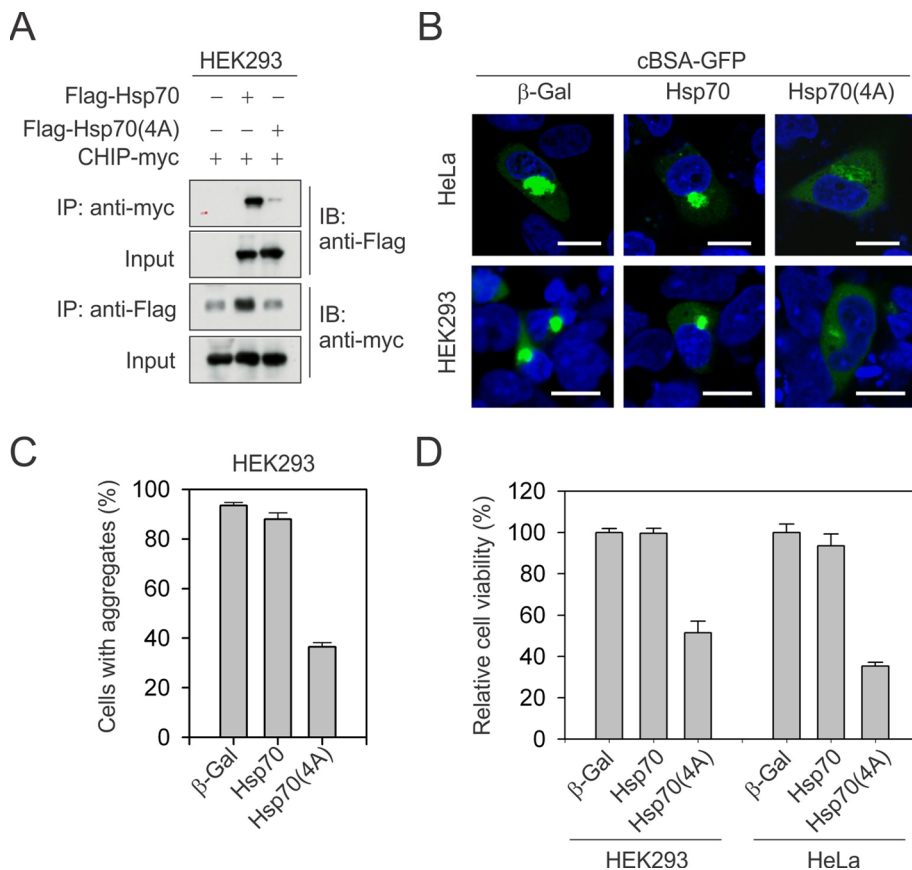 A
HEK293
Flag-Hsp70 − + −
Flag-Hsp70(4A) − − +
CHIP-myc + + +
IP: anti-myc
Input
IB:
anti-Flag
IP: anti-Flag
Input
IB:
anti-myc
B
cBSA-GFP
β-Gal Hsp70 Hsp70(4A)
HeLa
HEK293
C
HEK293
Cells with aggregates (%)
100
80
60
40
20
0
β-Gal
Hsp70
Hsp70(4A)
D
Relative cell viability (%)
120
100
80
60
40
20
0
β-Gal
Hsp70
Hsp70(4A)
β-Gal
Hsp70
Hsp70(4A)
HEK293
HeLa